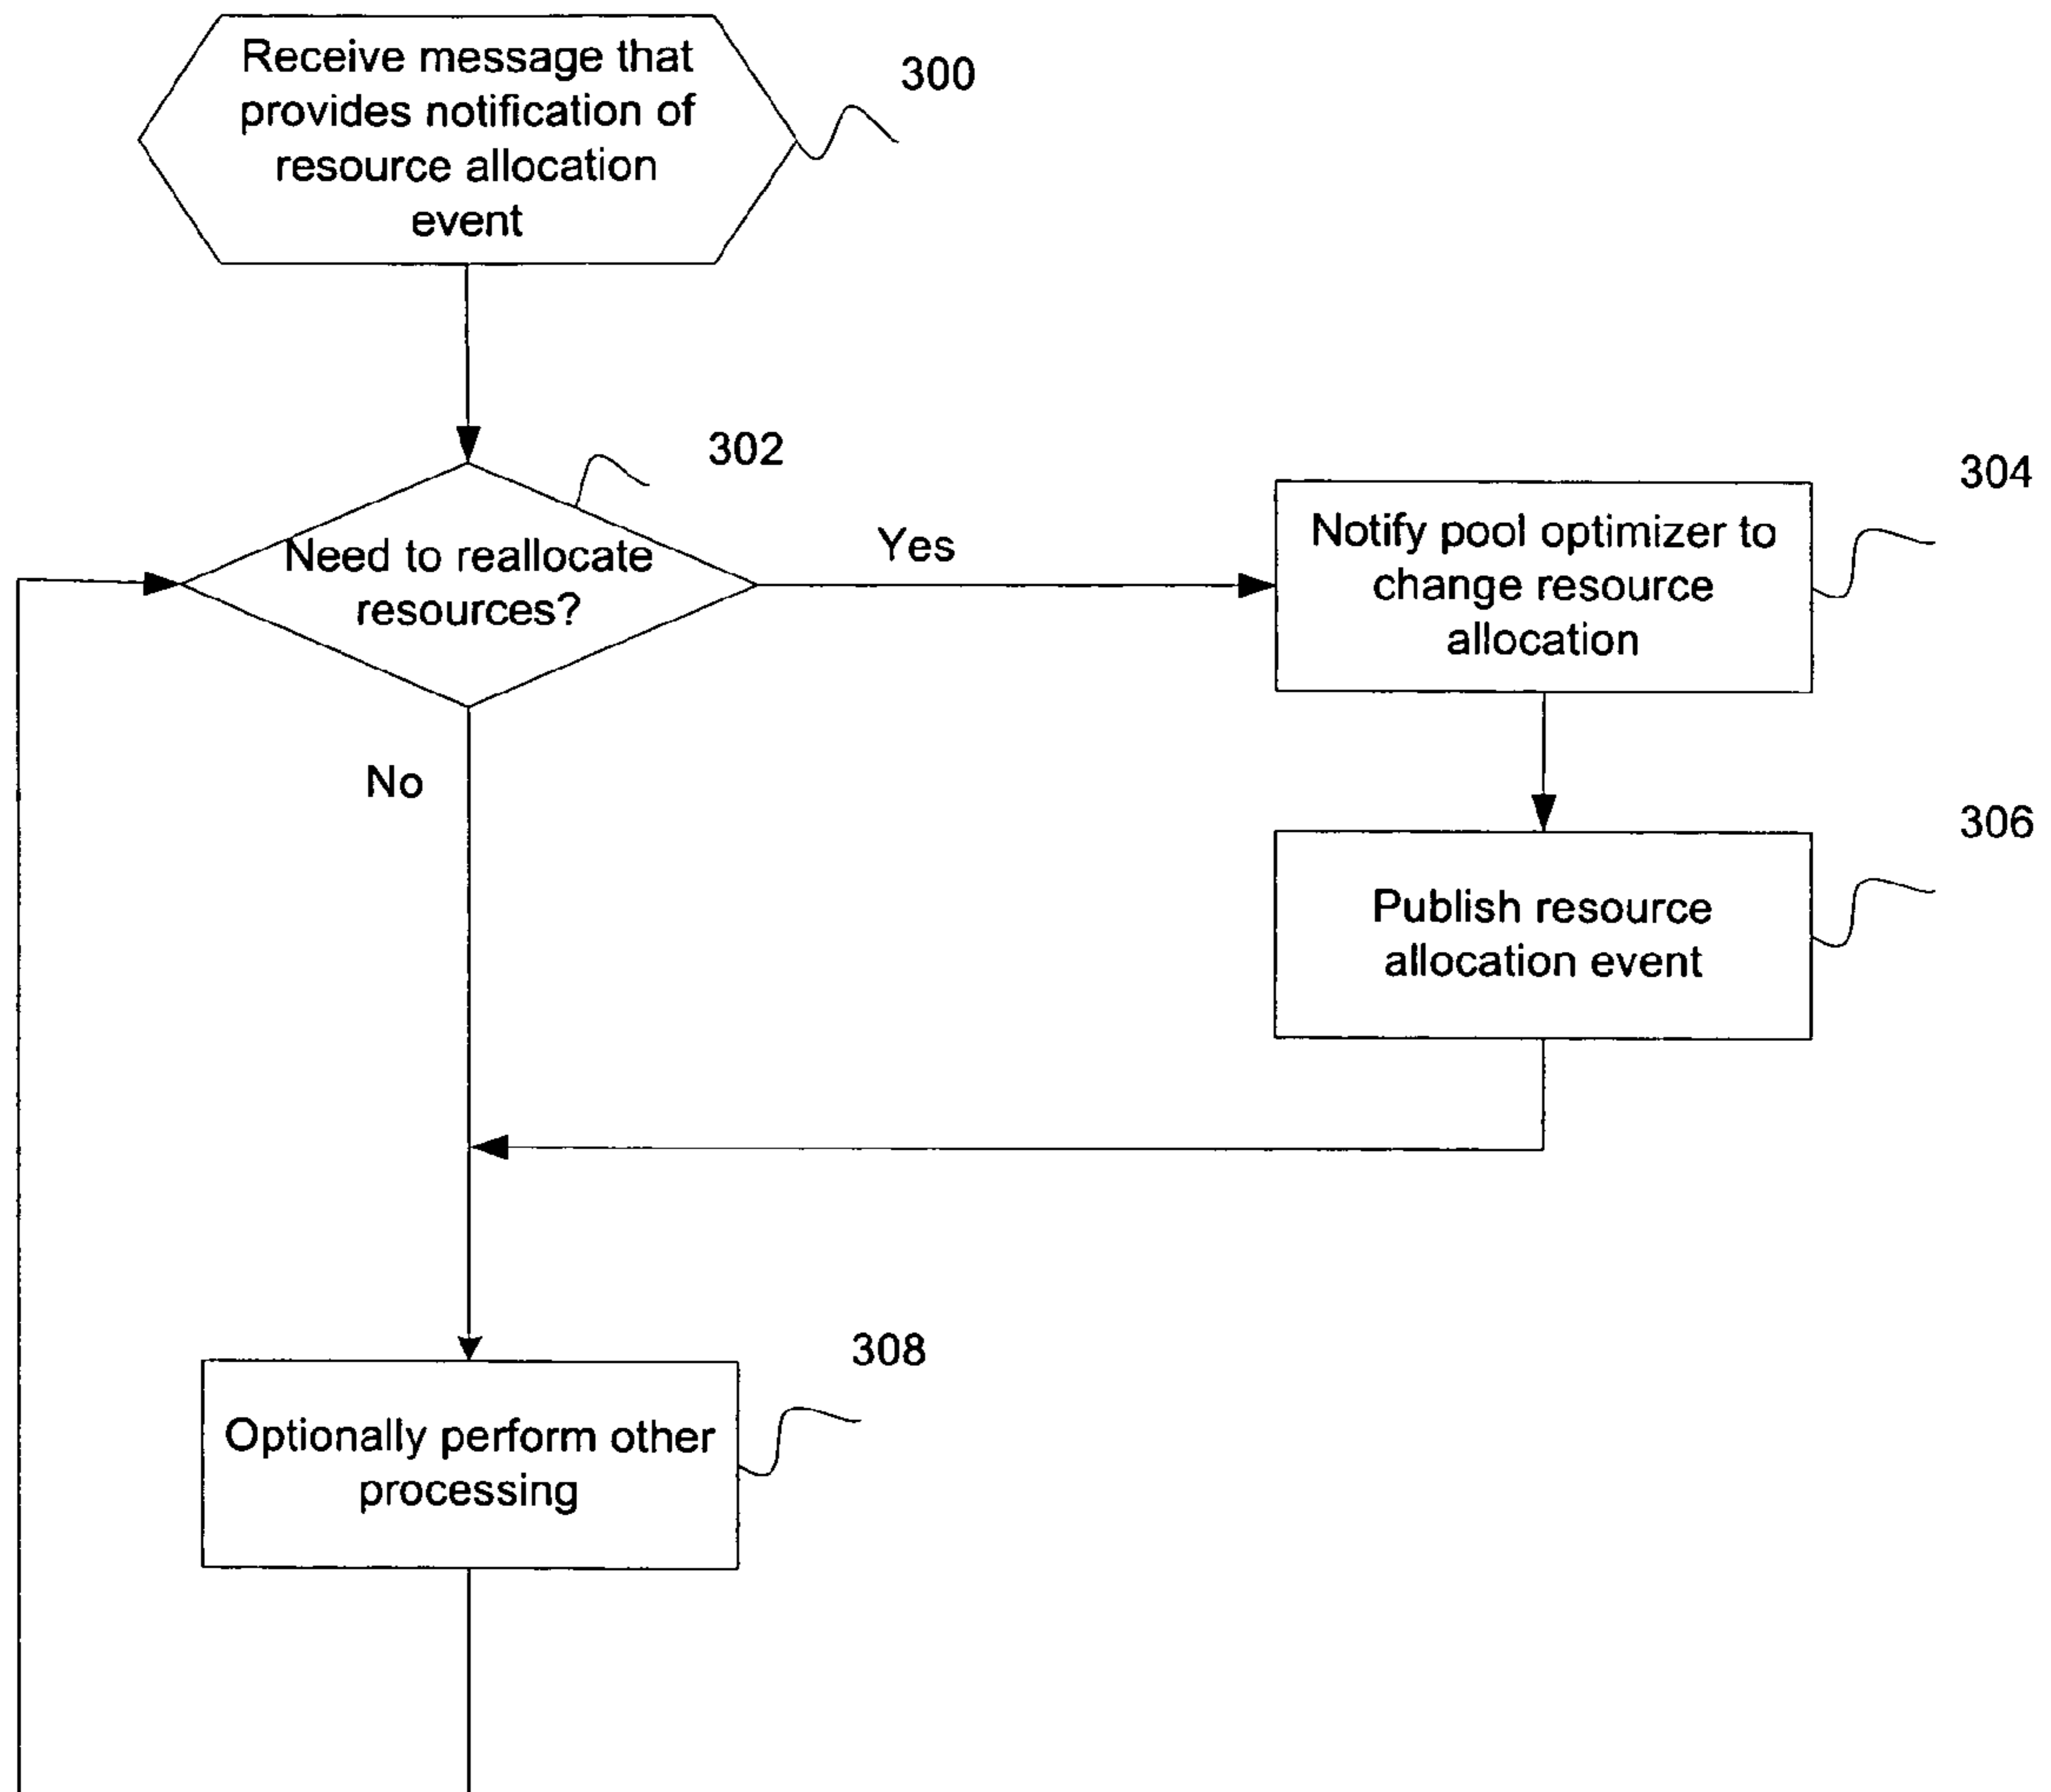 Receive message that
provides notification of
resource allocation
event
300
302
Need to reallocate
resources?
Yes
304
Notify pool optimizer to
change resource
allocation
No
306
Publish resource
allocation event
308
Optionally perform other
processing